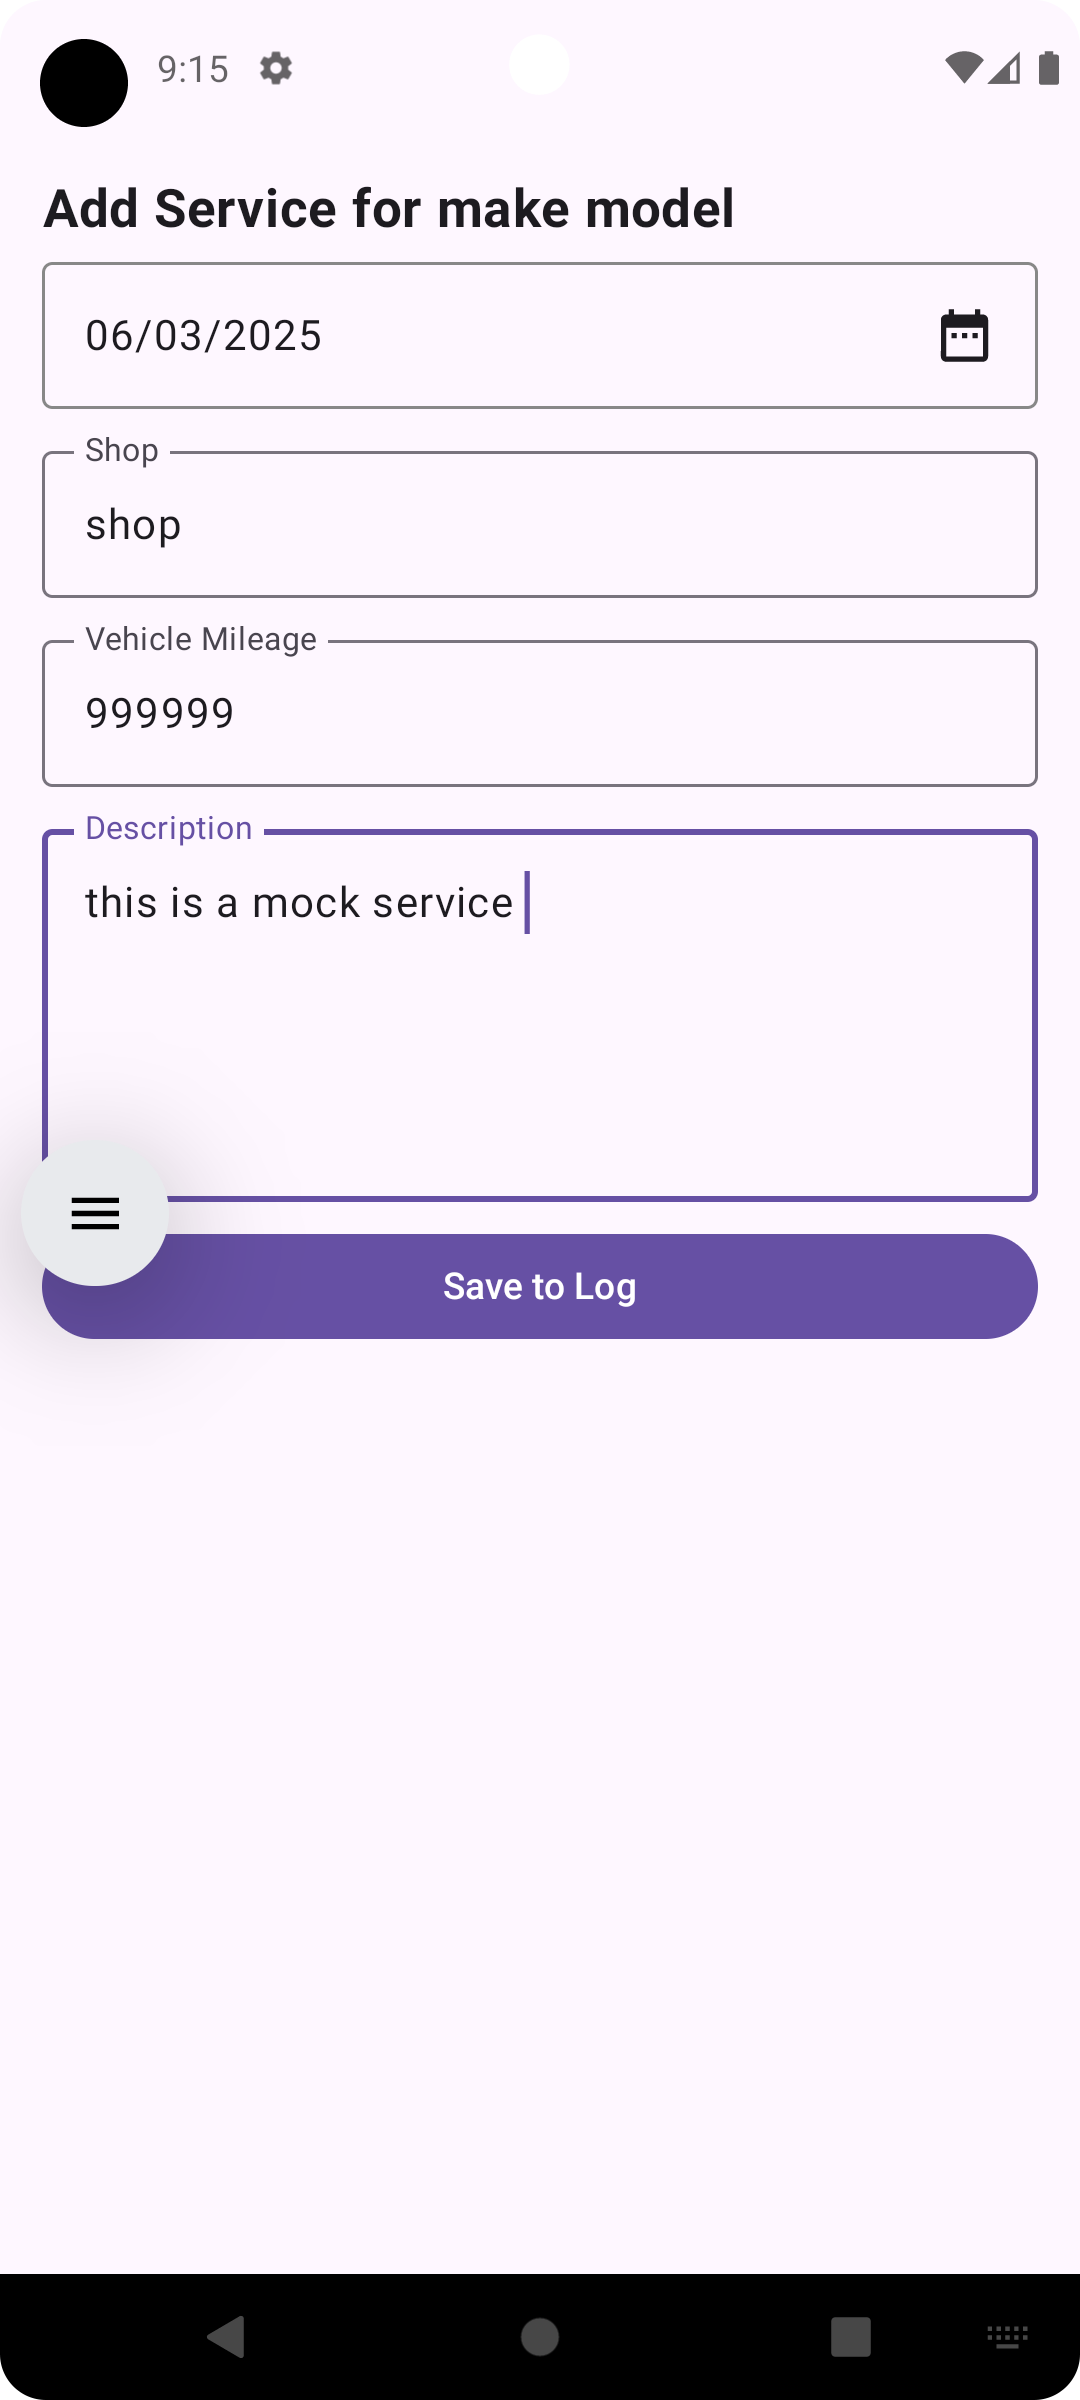 9:15
Add Service for make model
06/03/2025
Shop
shop
Vehicle Mileage
999999
Description
this is a mock service
Save to Log